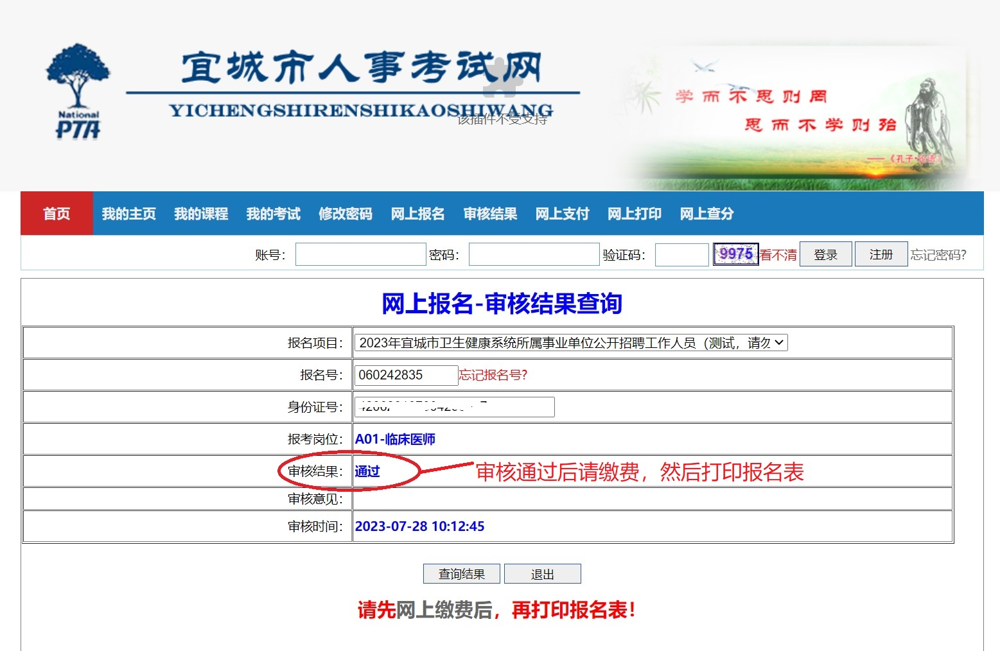 宜城市人事考试网
YICHENGSHIRENSHIKAOSHIWANG
National
PTA
该插件不受支持
学而不思则罔
思而不学则殆
——《孔子·论语》
首页 我的主页 我的课程 我的考试 修改密码 网上报名 审核结果 网上支付 网上打印 网上查分
账号： 密码： 验证码： 9975 看不清 登录 注册 忘记密码?
网上报名-审核结果查询
报名项目： 2023年宜城市卫生健康系统所属事业单位公开招聘工作人员（测试，请勿
报名号： 060242835 忘记报名号?
身份证号：
报考岗位： A01-临床医师
审核结果： 通过 审核通过后请缴费，然后打印报名表
审核意见：
审核时间： 2023-07-28 10:12:45
查询结果 退出
请先网上缴费后，再打印报名表！